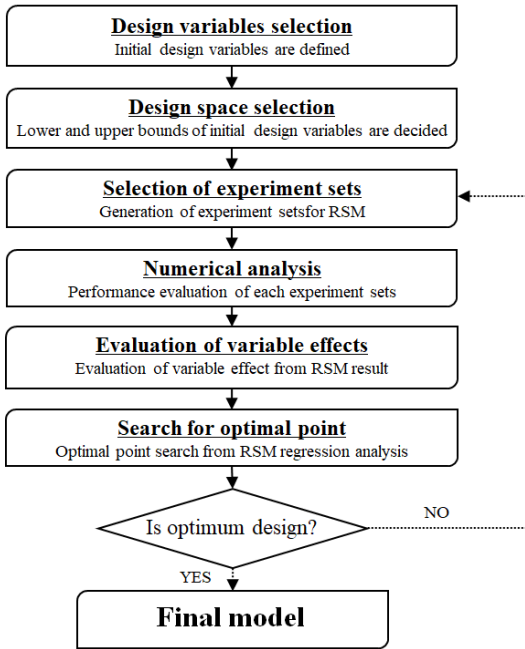 Design variables selection
Initial design variables are defined
Design space selection
Lower and upper bounds of initial design variables are decided
Selection of experiment sets
Generation of experiment setsfor RSM
Numerical analysis
Performance evaluation of each experiment sets
Evaluation of variable effects
Evaluation of variable effect from RSM result
Search for optimal point
Optimal point search from RSM regression analysis
Is optimum design?
NO
YES
Final model